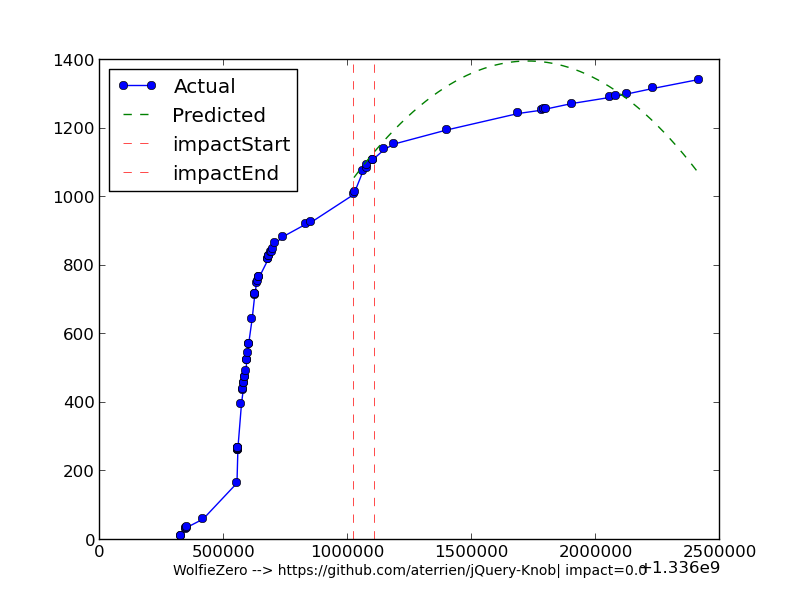 1400
1200
1000
800
600
400
200
0
Actual
Predicted
impactStart
impactEnd
0
500000
1000000
1500000
2000000
2500000
+1.336e9
WolfieZero --> https://github.com/aterrien/jQuery-Knob| impact=0.0